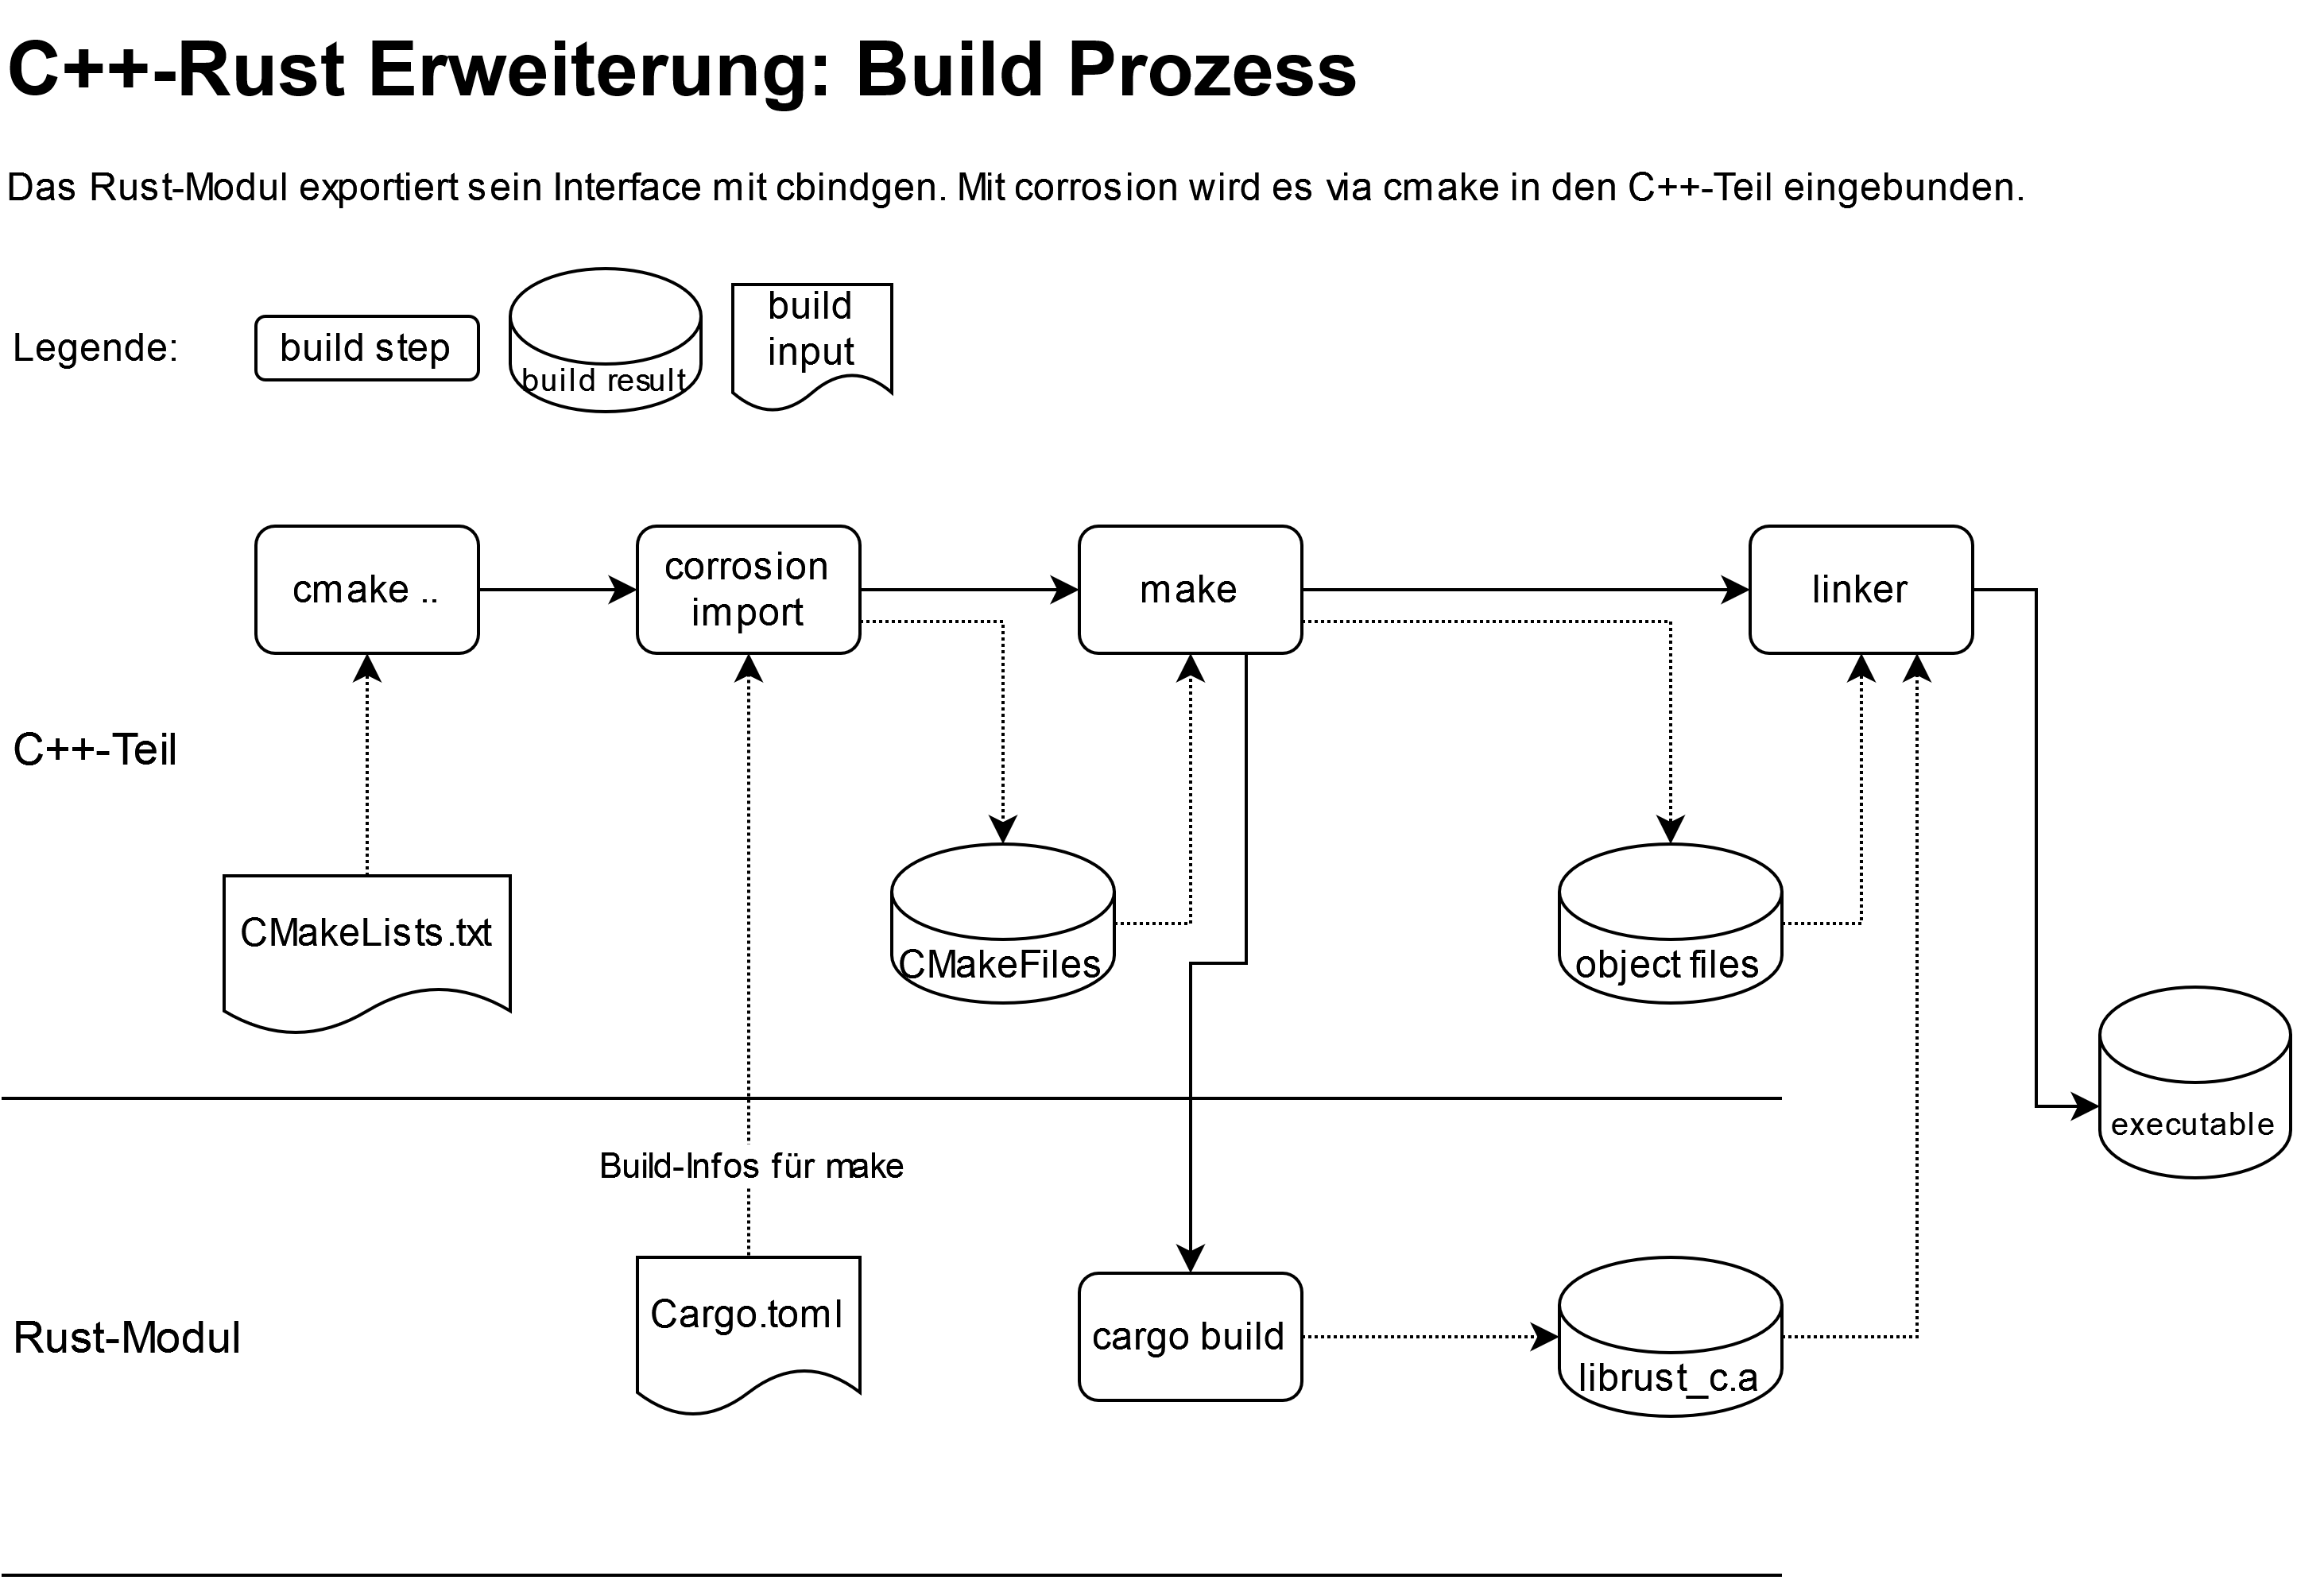 C++-Rust Erweiterung: Build Prozess
Das Rust-Modul exportiert sein Interface mit cbindgen. Mit corrosion wird es via cmake in den C++-Teil eingebunden.
Legende:
build step
build result
build
input
cmake ..
corrosion
import
make
linker
C++-Teil
CMakeLists.txt
CMakeFiles
object files
executable
Build-Infos für make
Rust-Modul
Cargo.toml
cargo build
librust_c.a